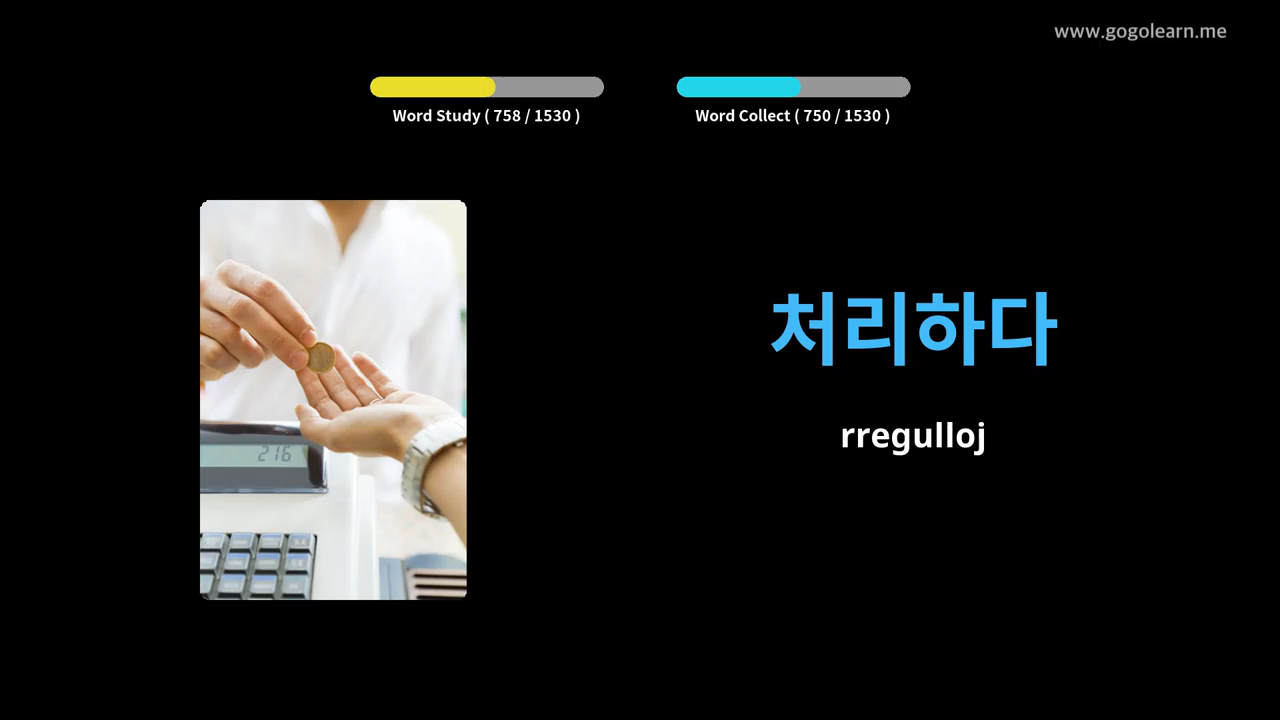 www.gogolearn.me
Word Study ( 758 / 1530 )
Word Collect ( 750 / 1530 )
처리하다
rregulloj
216